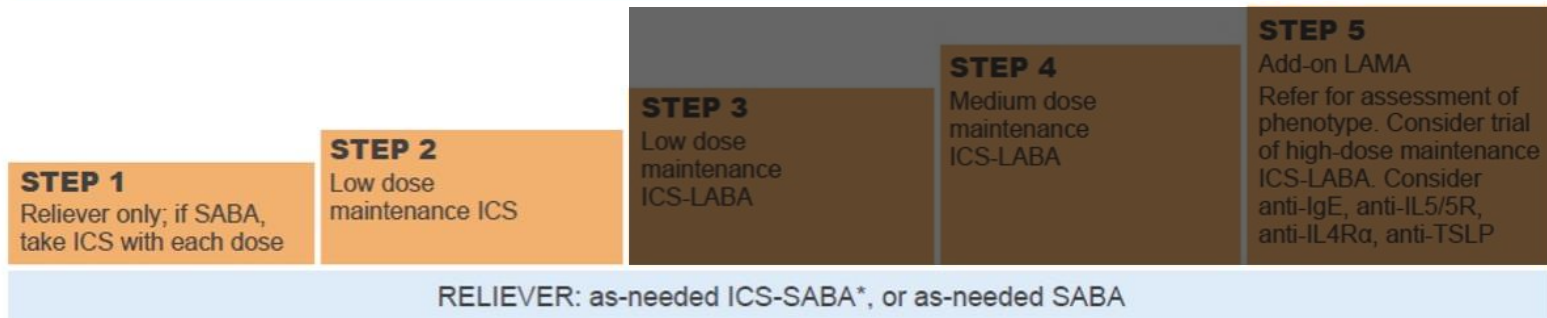 STEP 1
Reliever only; if SABA,
take ICS with each dose
STEP 2
Low dose
maintenance ICS
STEP 3
Low dose
maintenance
ICS-LABA
STEP 4
Medium dose
maintenance
ICS-LABA
STEP 5
Add-on LAMA
Refer for assessment of
phenotype. Consider trial
of high-dose maintenance
ICS-LABA. Consider
anti-IgE, anti-IL5/5R,
anti-IL4Rα, anti-TSLP
RELIEVER: as-needed ICS-SABA*, or as-needed SABA